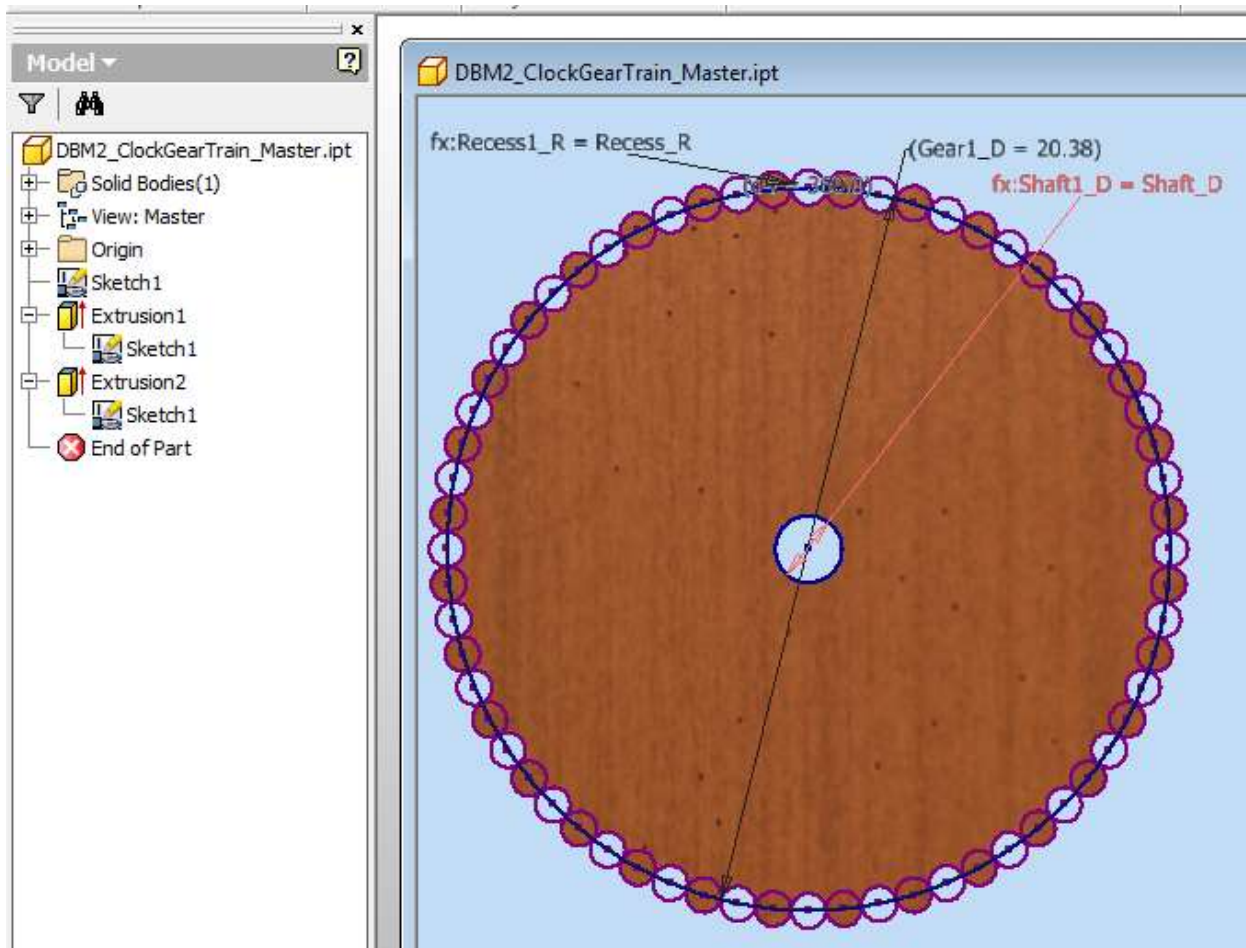 Model
DBM2_ClockGearTrain_Master.ipt
Solid Bodies(1)
View: Master
Origin
Sketch1
Extrusion1
Sketch1
Extrusion2
Sketch1
End of Part
DBM2_ClockGearTrain_Master.ipt
fx:Recess1_R = Recess_R
(Gear1_D = 20.38)
fx:Shaft1_D = Shaft_D